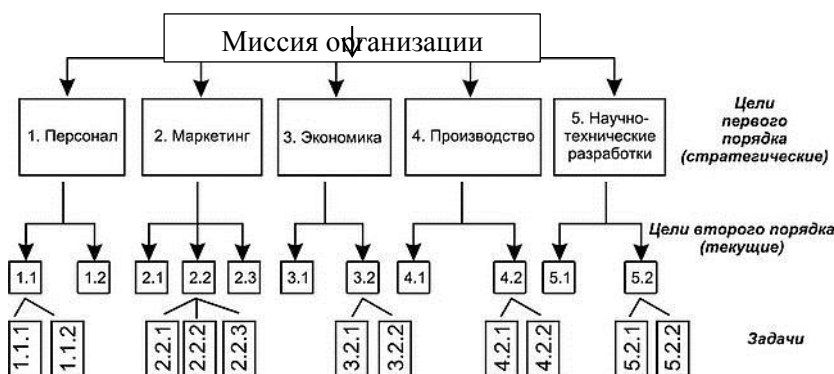 Миссия организации
1. Персонал
2. Маркетинг
3. Экономика
4. Производство
5. Научно-
технические
разработки
Цели
первого
порядка
(стратегические)
Цели второго порядка
(текущие)
1.1
1.2
2.1
2.2
2.3
3.1
3.2
4.1
4.2
5.1
5.2
1.1.1
1.1.2
2.2.1
2.2.2
2.2.3
3.2.1
3.2.2
4.2.1
4.2.2
5.2.1
5.2.2
Задачи